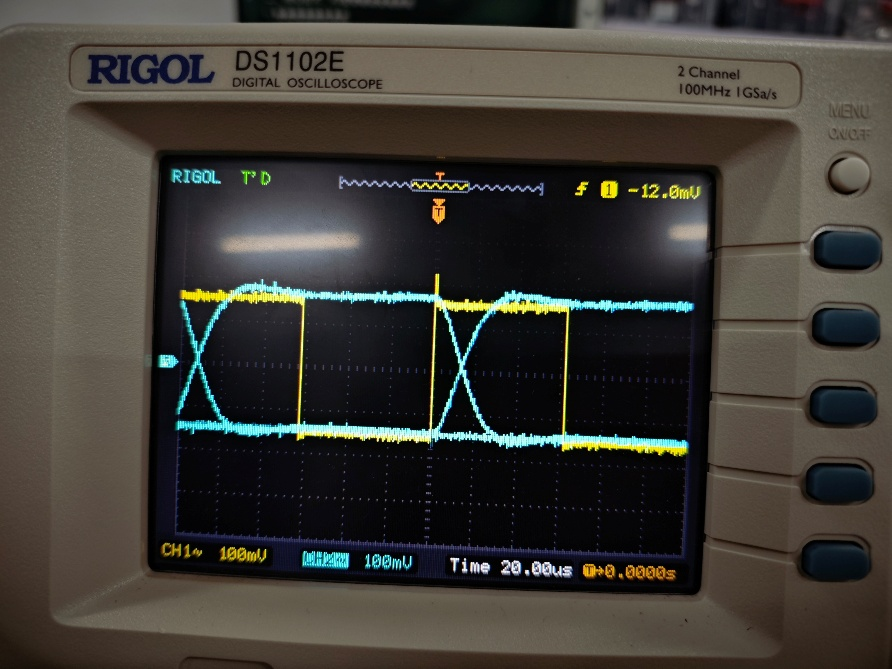 RIGOL DS1102E
DIGITAL OSCILLOSCOPE
2 Channel
100MHz 1GSa/s
MENU
ON/OFF
RIGOL T'D
T
1 -12.0mV
T
CH1~ 100mV 100mV Time 20.00us T→0.0000s